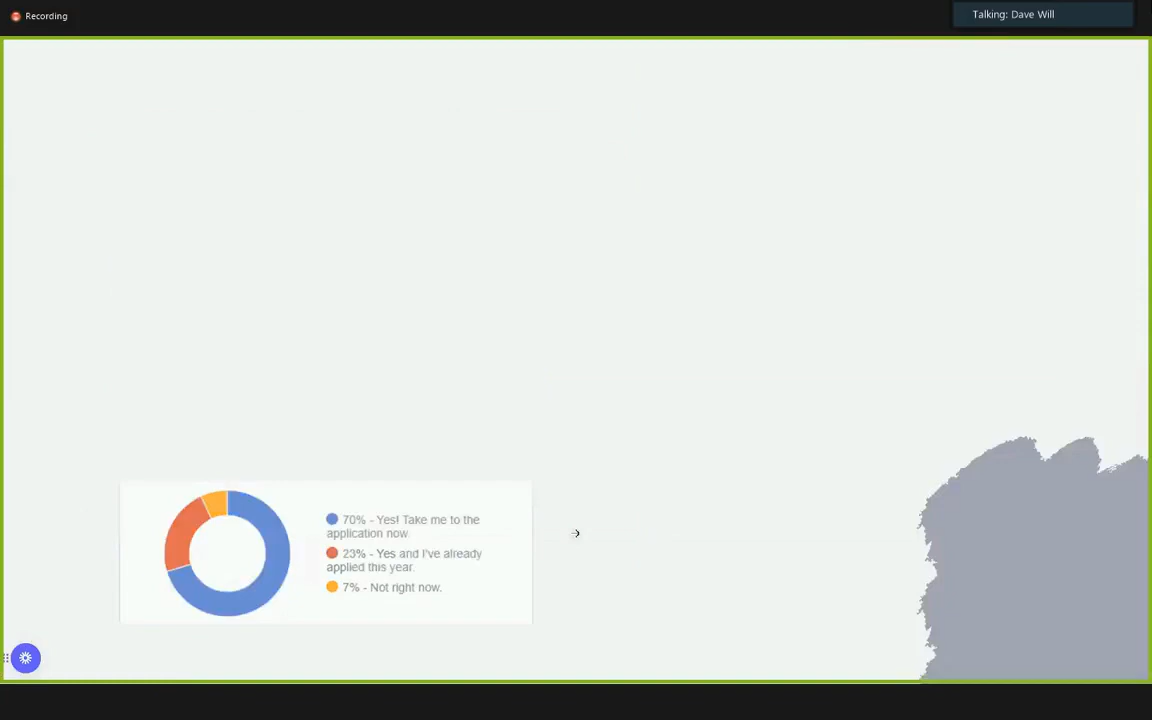 Recording
Talking: Dave Will
70% - Yes! Take me to the
application now.
23% - Yes and I've already
applied this year.
7% - Not right now.